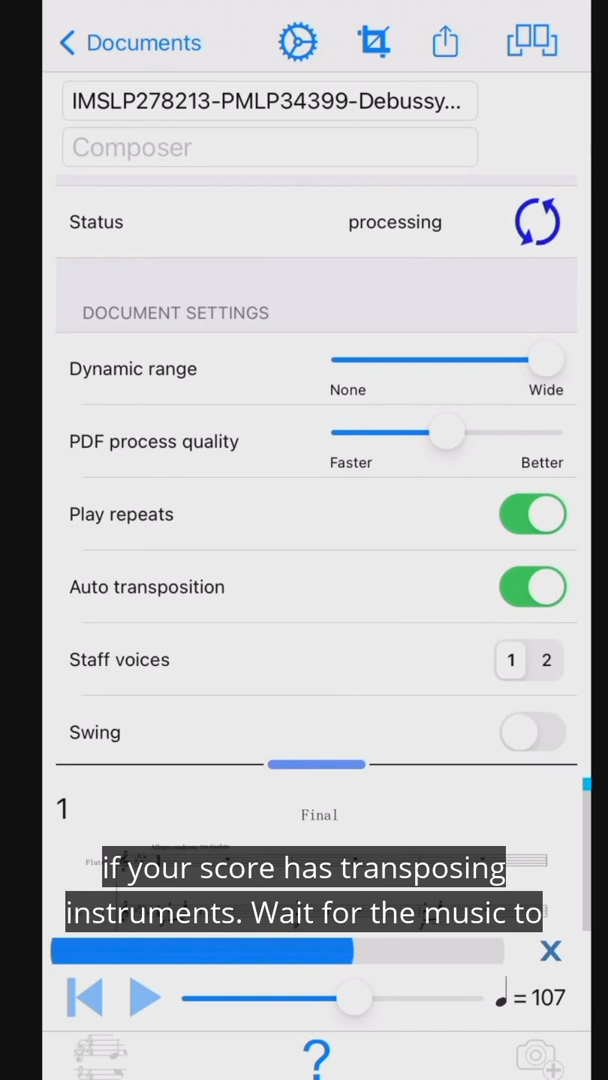 Documents
IMSLP278213-PMLP34399-Debussy...
Composer
Status processing
DOCUMENT SETTINGS
Dynamic range
None Wide
PDF process quality
Faster Better
Play repeats
Auto transposition
Staff voices 1 2
Swing
1
Final
if your score has transposing
instruments. Wait for the music to
X
= 107
?